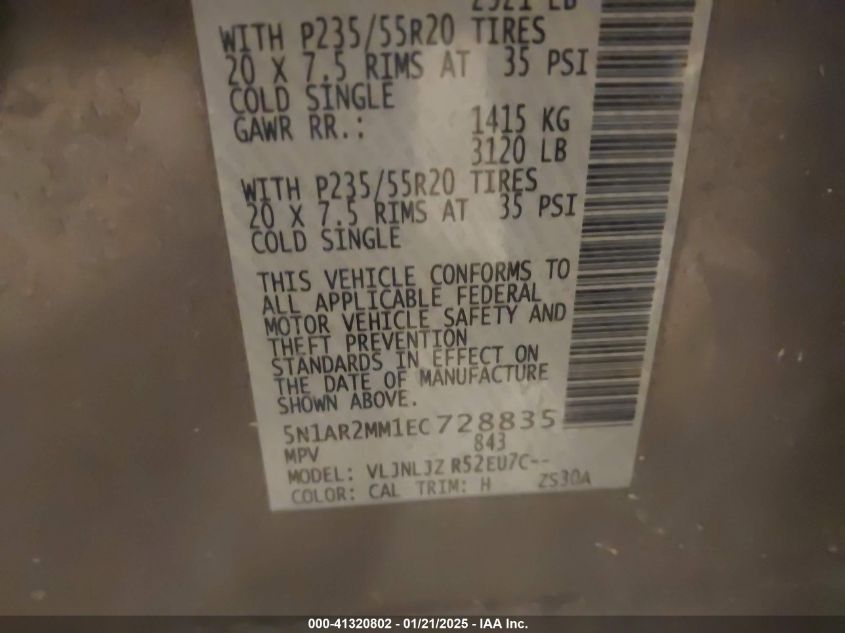 2521 LB
WITH P235/55R20 TIRES
20 X 7.5 RIMS AT 35 PSI
COLD SINGLE
GAWR RR.: 1415 KG
3120 LB
WITH P235/55R20 TIRES
20 X 7.5 RIMS AT 35 PSI
COLD SINGLE
THIS VEHICLE CONFORMS TO
ALL APPLICABLE FEDERAL
MOTOR VEHICLE SAFETY AND
THEFT PREVENTION
STANDARDS IN EFFECT ON
THE DATE OF MANUFACTURE
SHOWN ABOVE.
5N1AR2MM1EC728835
MPV 843
MODEL: VLJNLJZ R52EU7C--
COLOR: CAL TRIM: H ZS30A
000-41320802 - 01/21/2025 - IAA Inc.